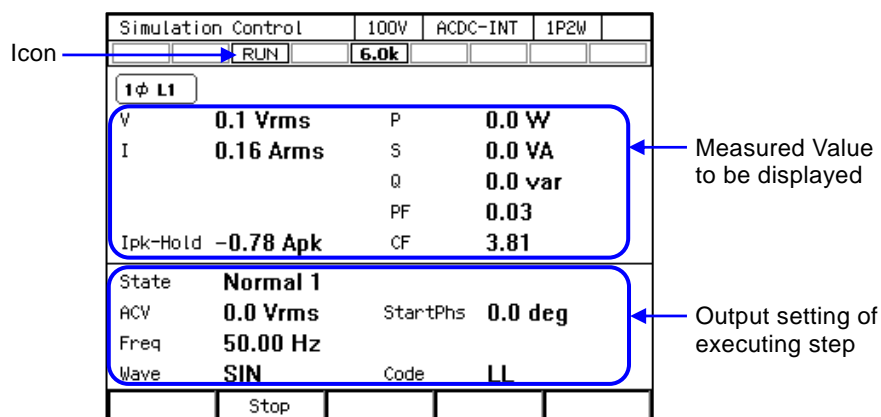 Simulation Control 100V ACDC-INT 1P2W
Icon RUN 6.0k
1ϕ L1
V 0.1 Vrms P 0.0 W
I 0.16 Arms S 0.0 VA
Measured Value
to be displayed
Q 0.0 var
PF 0.03
Ipk-Hold -0.78 Apk CF 3.81
State Normal 1
ACV 0.0 Vrms StartPhs 0.0 deg
Output setting of
executing step
Freq 50.00 Hz
Wave SIN Code LL
Stop